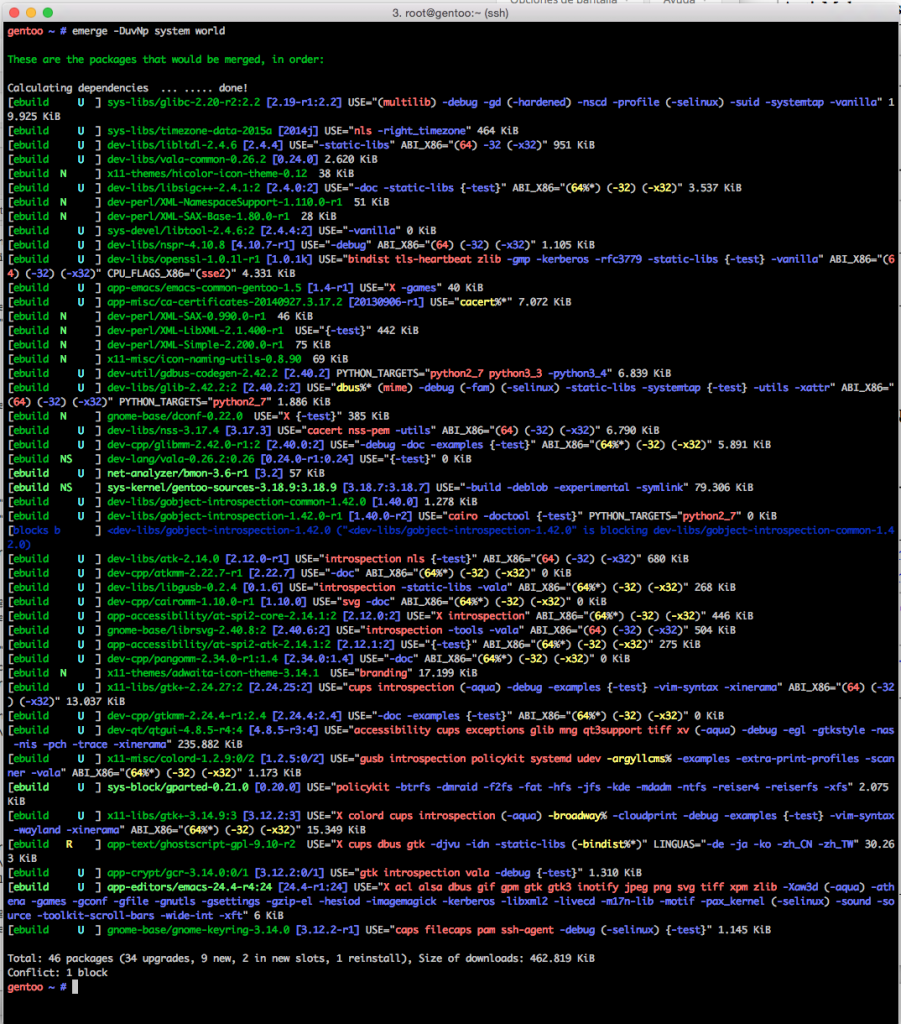 Opciones de pantalla
Ayuda
3. root@gentoo:~ (ssh)
gentoo ~ # emerge -DuvNp system world
These are the packages that would be merged, in order:
Calculating dependencies  ... ..... done!
[ebuild     U  ] sys-libs/glibc-2.20-r2:2.2 [2.19-r1:2.2] USE="(multilib) -debug -gd (-hardened) -nscd -profile (-selinux) -suid -systemtap -vanilla" 1
9.925 KiB
[ebuild     U  ] sys-libs/timezone-data-2015a [2014j] USE="nls -right_timezone" 464 KiB
[ebuild     U  ] dev-libs/libltdl-2.4.6 [2.4.4] USE="-static-libs" ABI_X86="(64) -32 (-x32)" 951 KiB
[ebuild     U  ] dev-lang/vala-common-0.26.2 [0.24.0] 2.620 KiB
[ebuild  N     ] x11-themes/hicolor-icon-theme-0.12  38 KiB
[ebuild     U  ] dev-libs/libsigc++-2.4.1:2 [2.4.0:2] USE="-doc -static-libs {-test}" ABI_X86="(64%*) (-32) (-x32)" 3.537 KiB
[ebuild  N     ] dev-perl/XML-NamespaceSupport-1.110.0-r1  51 KiB
[ebuild  N     ] dev-perl/XML-SAX-Base-1.80.0-r1  28 KiB
[ebuild     U  ] sys-devel/libtool-2.4.6:2 [2.4.4:2] USE="-vanilla" 0 KiB
[ebuild     U  ] dev-libs/nspr-4.10.8 [4.10.7-r1] USE="-debug" ABI_X86="(64) (-32) (-x32)" 1.105 KiB
[ebuild     U  ] dev-libs/openssl-1.0.1l-r1 [1.0.1k] USE="bindist tls-heartbeat zlib -gmp -kerberos -rfc3779 -static-libs {-test} -vanilla" ABI_X86="(6
4) (-32) (-x32)" CPU_FLAGS_X86="(sse2)" 4.331 KiB
[ebuild     U  ] app-emacs/emacs-common-gentoo-1.5 [1.4-r1] USE="X -games" 40 KiB
[ebuild     U  ] app-misc/ca-certificates-20140927.3.17.2 [20130906-r1] USE="cacert%*" 7.072 KiB
[ebuild  N     ] dev-perl/XML-SAX-0.990.0-r1  46 KiB
[ebuild  N     ] dev-perl/XML-LibXML-2.1.400-r1  USE="{-test}" 442 KiB
[ebuild  N     ] dev-perl/XML-Simple-2.200.0-r1  75 KiB
[ebuild  N     ] x11-misc/icon-naming-utils-0.8.90  69 KiB
[ebuild     U  ] dev-util/gdbus-codegen-2.42.2 [2.40.2] PYTHON_TARGETS="python2_7 python3_3 -python3_4" 6.839 KiB
[ebuild     U  ] dev-libs/glib-2.42.2:2 [2.40.2:2] USE="dbus%* (mime) -debug (-fam) (-selinux) -static-libs -systemtap {-test} -utils -xattr" ABI_X86="
(64) (-32) (-x32)" PYTHON_TARGETS="python2_7" 1.886 KiB
[ebuild  N     ] gnome-base/dconf-0.22.0  USE="X {-test}" 385 KiB
[ebuild     U  ] dev-libs/nss-3.17.4 [3.17.3] USE="cacert nss-pem -utils" ABI_X86="(64) (-32) (-x32)" 6.790 KiB
[ebuild     U  ] dev-cpp/glibmm-2.42.0-r1:2 [2.40.0:2] USE="-debug -doc -examples {-test}" ABI_X86="(64%*) (-32) (-x32)" 5.891 KiB
[ebuild  NS    ] dev-lang/vala-0.26.2:0.26 [0.24.0-r1:0.24] USE="{-test}" 0 KiB
[ebuild     U  ] net-analyzer/bmon-3.6-r1 [3.2] 57 KiB
[ebuild  NS    ] sys-kernel/gentoo-sources-3.18.9:3.18.9 [3.18.7:3.18.7] USE="-build -deblob -experimental -symlink" 79.306 KiB
[ebuild     U  ] dev-libs/gobject-introspection-common-1.42.0 [1.40.0] 1.278 KiB
[ebuild     U  ] dev-libs/gobject-introspection-1.42.0-r1 [1.40.0-r2] USE="cairo -doctool {-test}" PYTHON_TARGETS="python2_7" 0 KiB
[blocks b      ] <dev-libs/gobject-introspection-1.42.0 ("<dev-libs/gobject-introspection-1.42.0" is blocking dev-libs/gobject-introspection-common-1.4
2.0)
[ebuild     U  ] dev-libs/atk-2.14.0 [2.12.0-r1] USE="introspection nls {-test}" ABI_X86="(64) (-32) (-x32)" 680 KiB
[ebuild     U  ] dev-cpp/atkmm-2.22.7-r1 [2.22.7] USE="-doc" ABI_X86="(64%*) (-32) (-x32)" 0 KiB
[ebuild     U  ] dev-libs/libgusb-0.2.4 [0.1.6] USE="introspection -static-libs -vala" ABI_X86="(64%*) (-32) (-x32)" 268 KiB
[ebuild     U  ] dev-cpp/cairomm-1.10.0-r1 [1.10.0] USE="svg -doc" ABI_X86="(64%*) (-32) (-x32)" 0 KiB
[ebuild     U  ] app-accessibility/at-spi2-core-2.14.1:2 [2.12.0:2] USE="X introspection" ABI_X86="(64%*) (-32) (-x32)" 446 KiB
[ebuild     U  ] gnome-base/librsvg-2.40.8:2 [2.40.6:2] USE="introspection -tools -vala" ABI_X86="(64) (-32) (-x32)" 504 KiB
[ebuild     U  ] app-accessibility/at-spi2-atk-2.14.1:2 [2.12.1:2] USE="{-test}" ABI_X86="(64%*) (-32) (-x32)" 275 KiB
[ebuild     U  ] dev-cpp/pangomm-2.34.0-r1:1.4 [2.34.0:1.4] USE="-doc" ABI_X86="(64%*) (-32) (-x32)" 0 KiB
[ebuild  N     ] x11-themes/adwaita-icon-theme-3.14.1  USE="branding" 17.199 KiB
[ebuild     U  ] x11-libs/gtk+-2.24.27:2 [2.24.25:2] USE="cups introspection (-aqua) -debug -examples {-test} -vim-syntax -xinerama" ABI_X86="(64) (-32
) (-x32)" 13.037 KiB
[ebuild     U  ] dev-cpp/gtkmm-2.24.4-r1:2.4 [2.24.4:2.4] USE="-doc -examples {-test}" ABI_X86="(64%*) (-32) (-x32)" 0 KiB
[ebuild     U  ] dev-qt/qtgui-4.8.5-r4:4 [4.8.5-r3:4] USE="accessibility cups exceptions glib mng qt3support tiff xv (-aqua) -debug -egl -gtkstyle -nas
 -nis -pch -trace -xinerama" 235.882 KiB
[ebuild     U  ] x11-misc/colord-1.2.9:0/2 [1.2.5:0/2] USE="gusb introspection policykit systemd udev -argyllcms% -examples -extra-print-profiles -scan
ner -vala" ABI_X86="(64%*) (-32) (-x32)" 1.173 KiB
[ebuild     U  ] sys-block/gparted-0.21.0 [0.20.0] USE="policykit -btrfs -dmraid -f2fs -fat -hfs -jfs -kde -mdadm -ntfs -reiser4 -reiserfs -xfs" 2.075
KiB
[ebuild     U  ] x11-libs/gtk+-3.14.9:3 [3.12.2:3] USE="X colord cups introspection (-aqua) -broadway% -cloudprint -debug -examples {-test} -vim-syntax
 -wayland -xinerama" ABI_X86="(64%*) (-32) (-x32)" 15.349 KiB
[ebuild   R    ] app-text/ghostscript-gpl-9.10-r2  USE="X cups dbus gtk -djvu -idn -static-libs (-bindist%*)" LINGUAS="-de -ja -ko -zh_CN -zh_TW" 30.26
3 KiB
[ebuild     U  ] app-crypt/gcr-3.14.0:0/1 [3.12.2:0/1] USE="gtk introspection vala -debug {-test}" 1.310 KiB
[ebuild     U  ] app-editors/emacs-24.4-r4:24 [24.4-r1:24] USE="X acl alsa dbus gif gpm gtk gtk3 inotify jpeg png svg tiff xpm zlib -Xaw3d (-aqua) -ath
ena -games -gconf -gfile -gnutls -gsettings -gzip-el -hesiod -imagemagick -kerberos -libxml2 -livecd -m17n-lib -motif -pax_kernel (-selinux) -sound -so
urce -toolkit-scroll-bars -wide-int -xft" 6 KiB
[ebuild     U  ] gnome-base/gnome-keyring-3.14.0 [3.12.2-r1] USE="caps filecaps pam ssh-agent -debug (-selinux) {-test}" 1.145 KiB
Total: 46 packages (34 upgrades, 9 new, 2 in new slots, 1 reinstall), Size of downloads: 462.819 KiB
Conflict: 1 block
gentoo ~ #